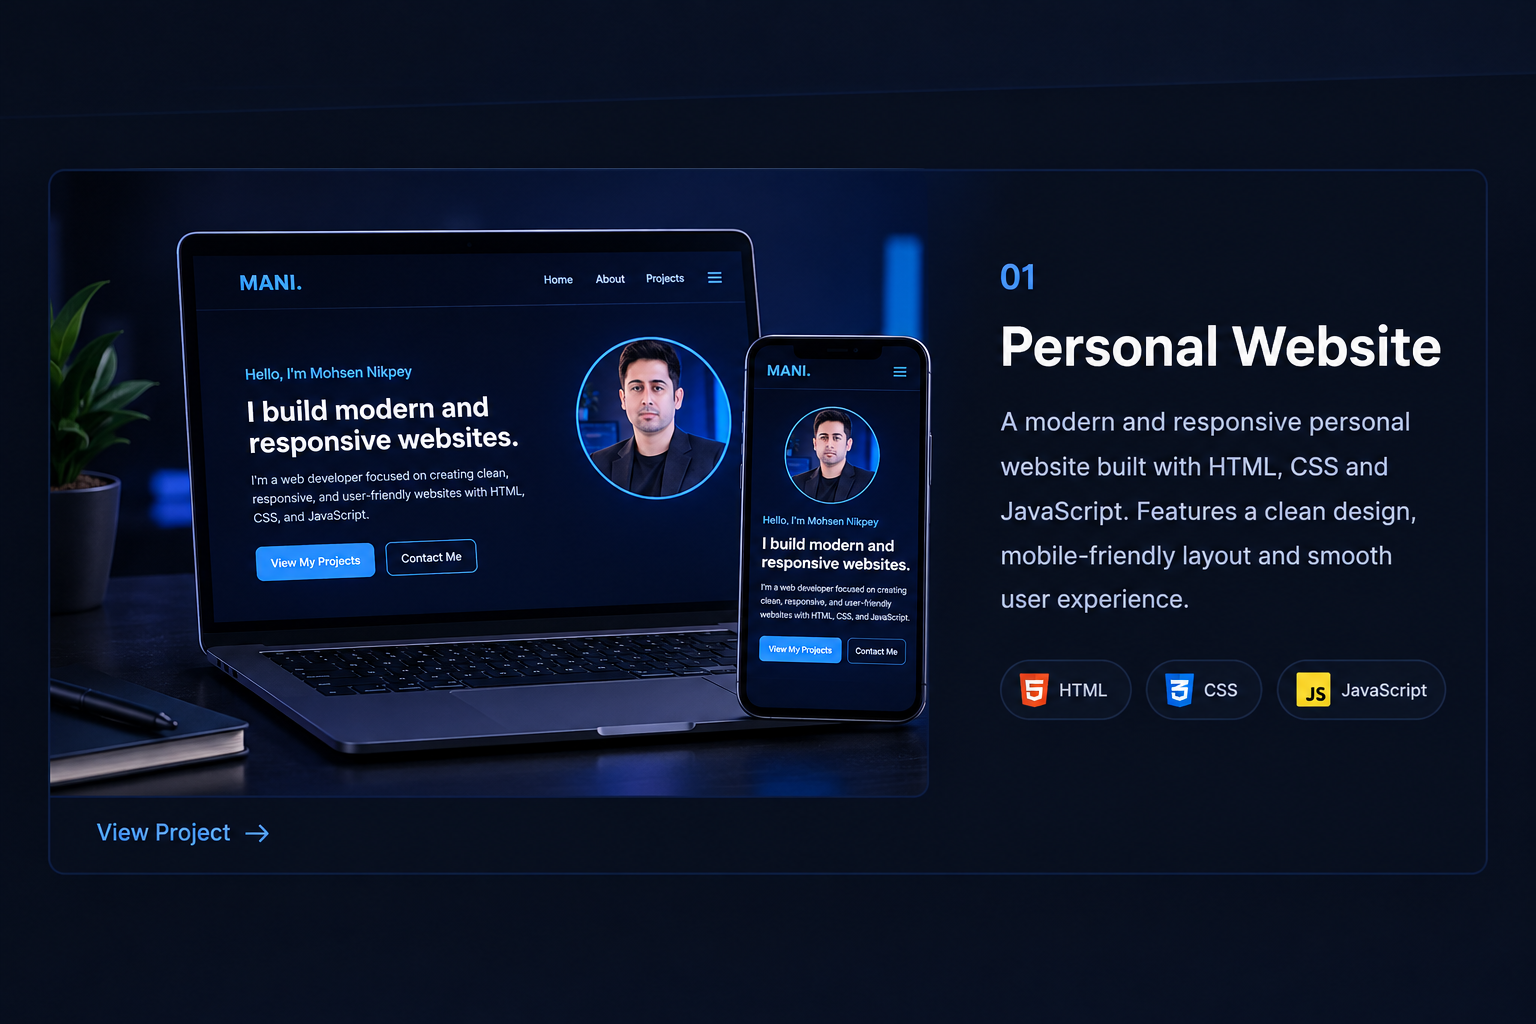 MANI.
Home About Projects
Hello, I'm Mohsen Nikpey
I build modern and
responsive websites.
I'm a web developer focused on creating clean,
responsive, and user-friendly websites with HTML,
CSS, and JavaScript.
View My Projects Contact Me
MANI.
Hello, I'm Mohsen Nikpey
I build modern and
responsive websites.
I'm a web developer focused on creating
clean, responsive, and user-friendly
websites with HTML, CSS, and JavaScript.
View My Projects Contact Me
01
Personal Website
A modern and responsive personal
website built with HTML, CSS and
JavaScript. Features a clean design,
mobile-friendly layout and smooth
user experience.
5 HTML 3 CSS JS JavaScript
View Project →